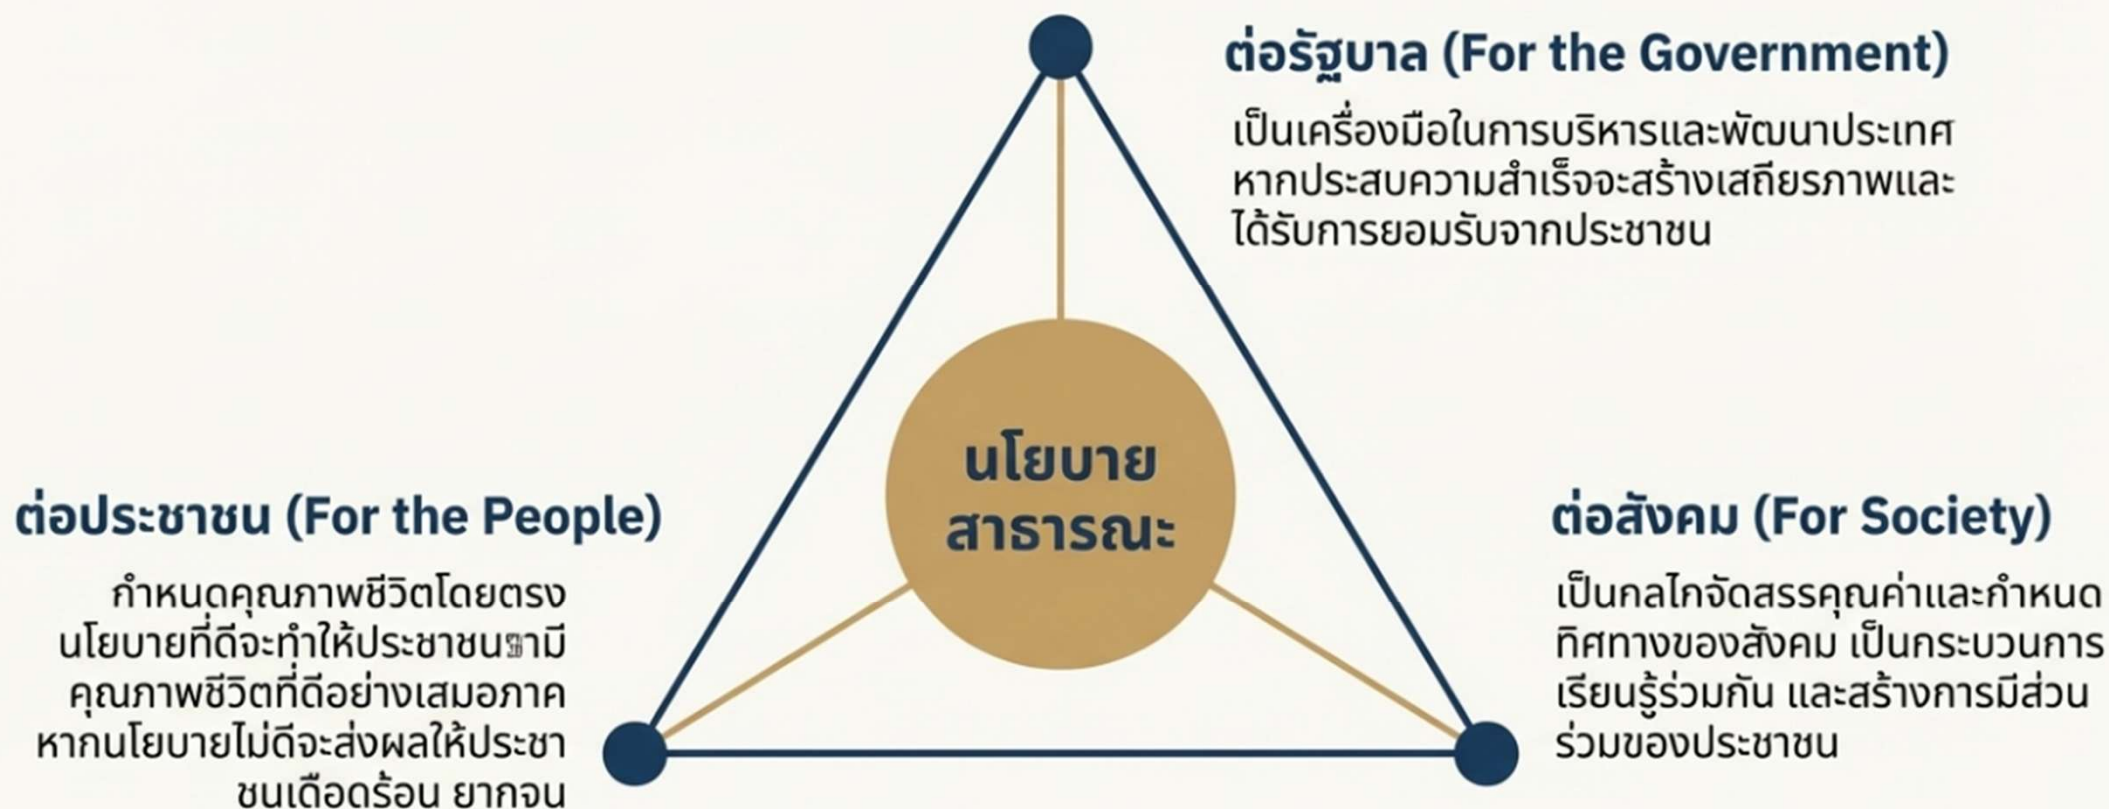 ต่อรัฐบาล (For the Government)
เป็นเครื่องมือในการบริหารและพัฒนาประเทศ
หากประสบความสำเร็จจะสร้างเสถียรภาพและ
ได้รับการยอมรับจากประชาชน
นโยบาย
สาธารณะ
ต่อประชาชน (For the People)
กำหนดคุณภาพชีวิตโดยตรง
นโยบายที่ดีจะทำให้ประชาชน
คุณภาพชีวิตที่ดีอย่างเสมอภาค
หากนโยบายไม่ดีจะส่งผลให้ประชา
ชนเดือดร้อน ยากจน
ต่อสังคม (For Society)
เป็นกลไกจัดสรรคุณค่าและกำหนด
ทิศทางของสังคม เป็นกระบวนการ
เรียนรู้ร่วมกัน และสร้างการมีส่วน
ร่วมของประชาชน